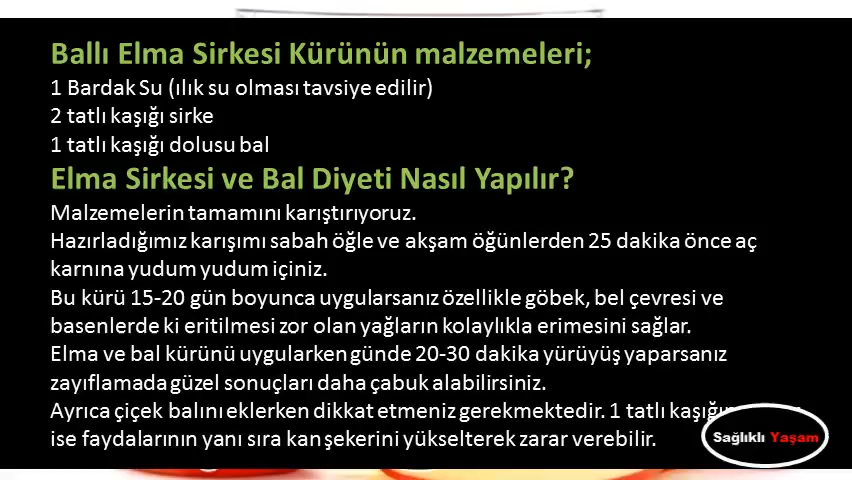 Ballı Elma Sirkesi Kürünün malzemeleri;
1 Bardak Su (ılık su olması tavsiye edilir)
2 tatlı kaşığı sirke
1 tatlı kaşığı dolusu bal
Elma Sirkesi ve Bal Diyeti Nasıl Yapılır?
Malzemelerin tamamını karıştırıyoruz.
Hazırladığımız karışımı sabah öğle ve akşam öğünlerden 25 dakika önce aç
karnına yudum yudum içiniz.
Bu kürü 15-20 gün boyunca uygularsanız özellikle göbek, bel çevresi ve
basenlerde ki eritilmesi zor olan yağların kolaylıkla erimesini sağlar.
Elma ve bal kürünü uygularken günde 20-30 dakika yürüyüş yaparsanız
zayıflamada güzel sonuçları daha çabuk alabilirsiniz.
Ayrıca çiçek balını eklerken dikkat etmeniz gerekmektedir. 1 tatlı
ise faydalarının yanı sıra kan şekerini yükselterek zarar verebilir.
Sağlıklı Yaşam